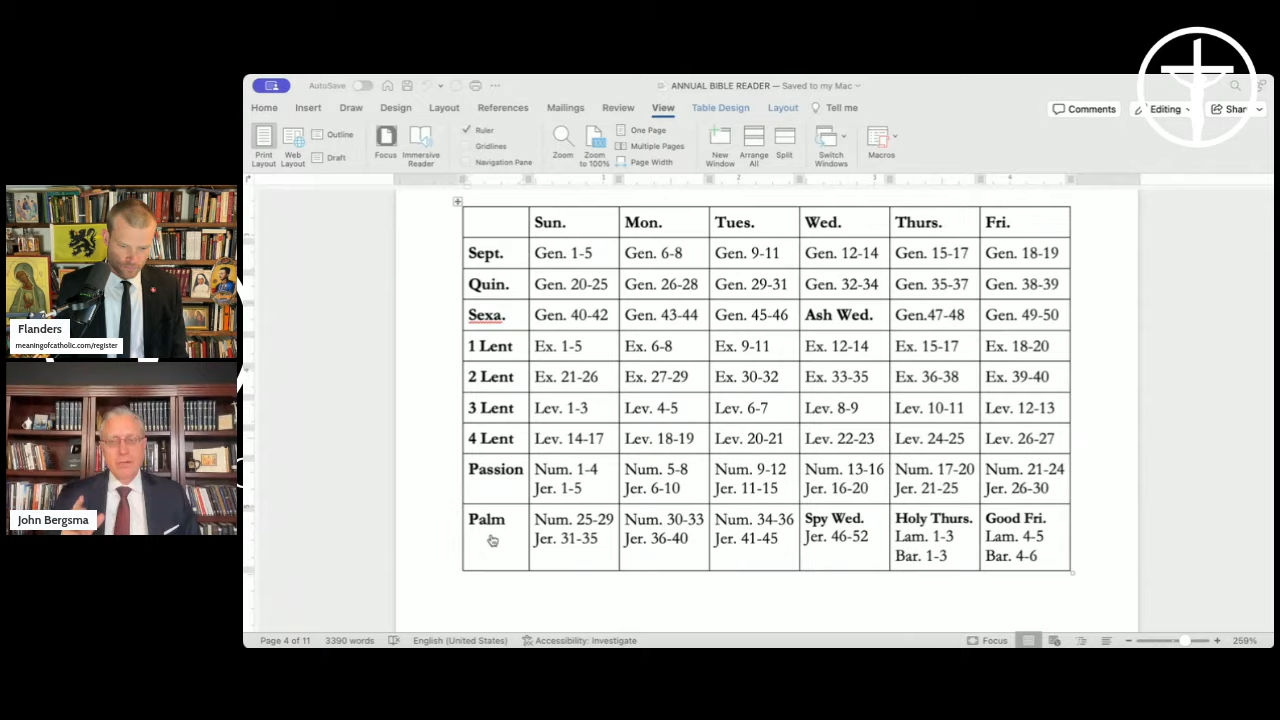 AutoSave
ANNUAL BIBLE READER — Saved to my Mac
Home Insert Draw Design Layout References Mailings Review View Table Design Layout Tell me
Comments Editing Shar
Print Layout
Web Layout
Outline
Draft
Focus
Immersive Reader
Ruler
Gridlines
Navigation Pane
Zoom
Zoom to 100%
One Page
Multiple Pages
Page Width
New Window
Arrange All
Split
Switch Windows
Macros
1 2 3 4
Sun. Mon. Tues. Wed. Thurs. Fri.
Sept. Gen. 1-5 Gen. 6-8 Gen. 9-11 Gen. 12-14 Gen. 15-17 Gen. 18-19
Quin. Gen. 20-25 Gen. 26-28 Gen. 29-31 Gen. 32-34 Gen. 35-37 Gen. 38-39
Sexa. Gen. 40-42 Gen. 43-44 Gen. 45-46 Ash Wed. Gen.47-48 Gen. 49-50
1 Lent Ex. 1-5 Ex. 6-8 Ex. 9-11 Ex. 12-14 Ex. 15-17 Ex. 18-20
2 Lent Ex. 21-26 Ex. 27-29 Ex. 30-32 Ex. 33-35 Ex. 36-38 Ex. 39-40
3 Lent Lev. 1-3 Lev. 4-5 Lev. 6-7 Lev. 8-9 Lev. 10-11 Lev. 12-13
4 Lent Lev. 14-17 Lev. 18-19 Lev. 20-21 Lev. 22-23 Lev. 24-25 Lev. 26-27
Passion Num. 1-4 Num. 5-8 Num. 9-12 Num. 13-16 Num. 17-20 Num. 21-24
Jer. 1-5 Jer. 6-10 Jer. 11-15 Jer. 16-20 Jer. 21-25 Jer. 26-30
Palm Num. 25-29 Num. 30-33 Num. 34-36 Spy Wed. Holy Thurs. Good Fri.
Jer. 31-35 Jer. 36-40 Jer. 41-45 Jer. 46-52 Lam. 1-3 Lam. 4-5
Bar. 1-3 Bar. 4-6
Page 4 of 11 3390 words English (United States) Accessibility: Investigate Focus 259%
Flanders
meaningofcatholic.com/register
John Bergsma